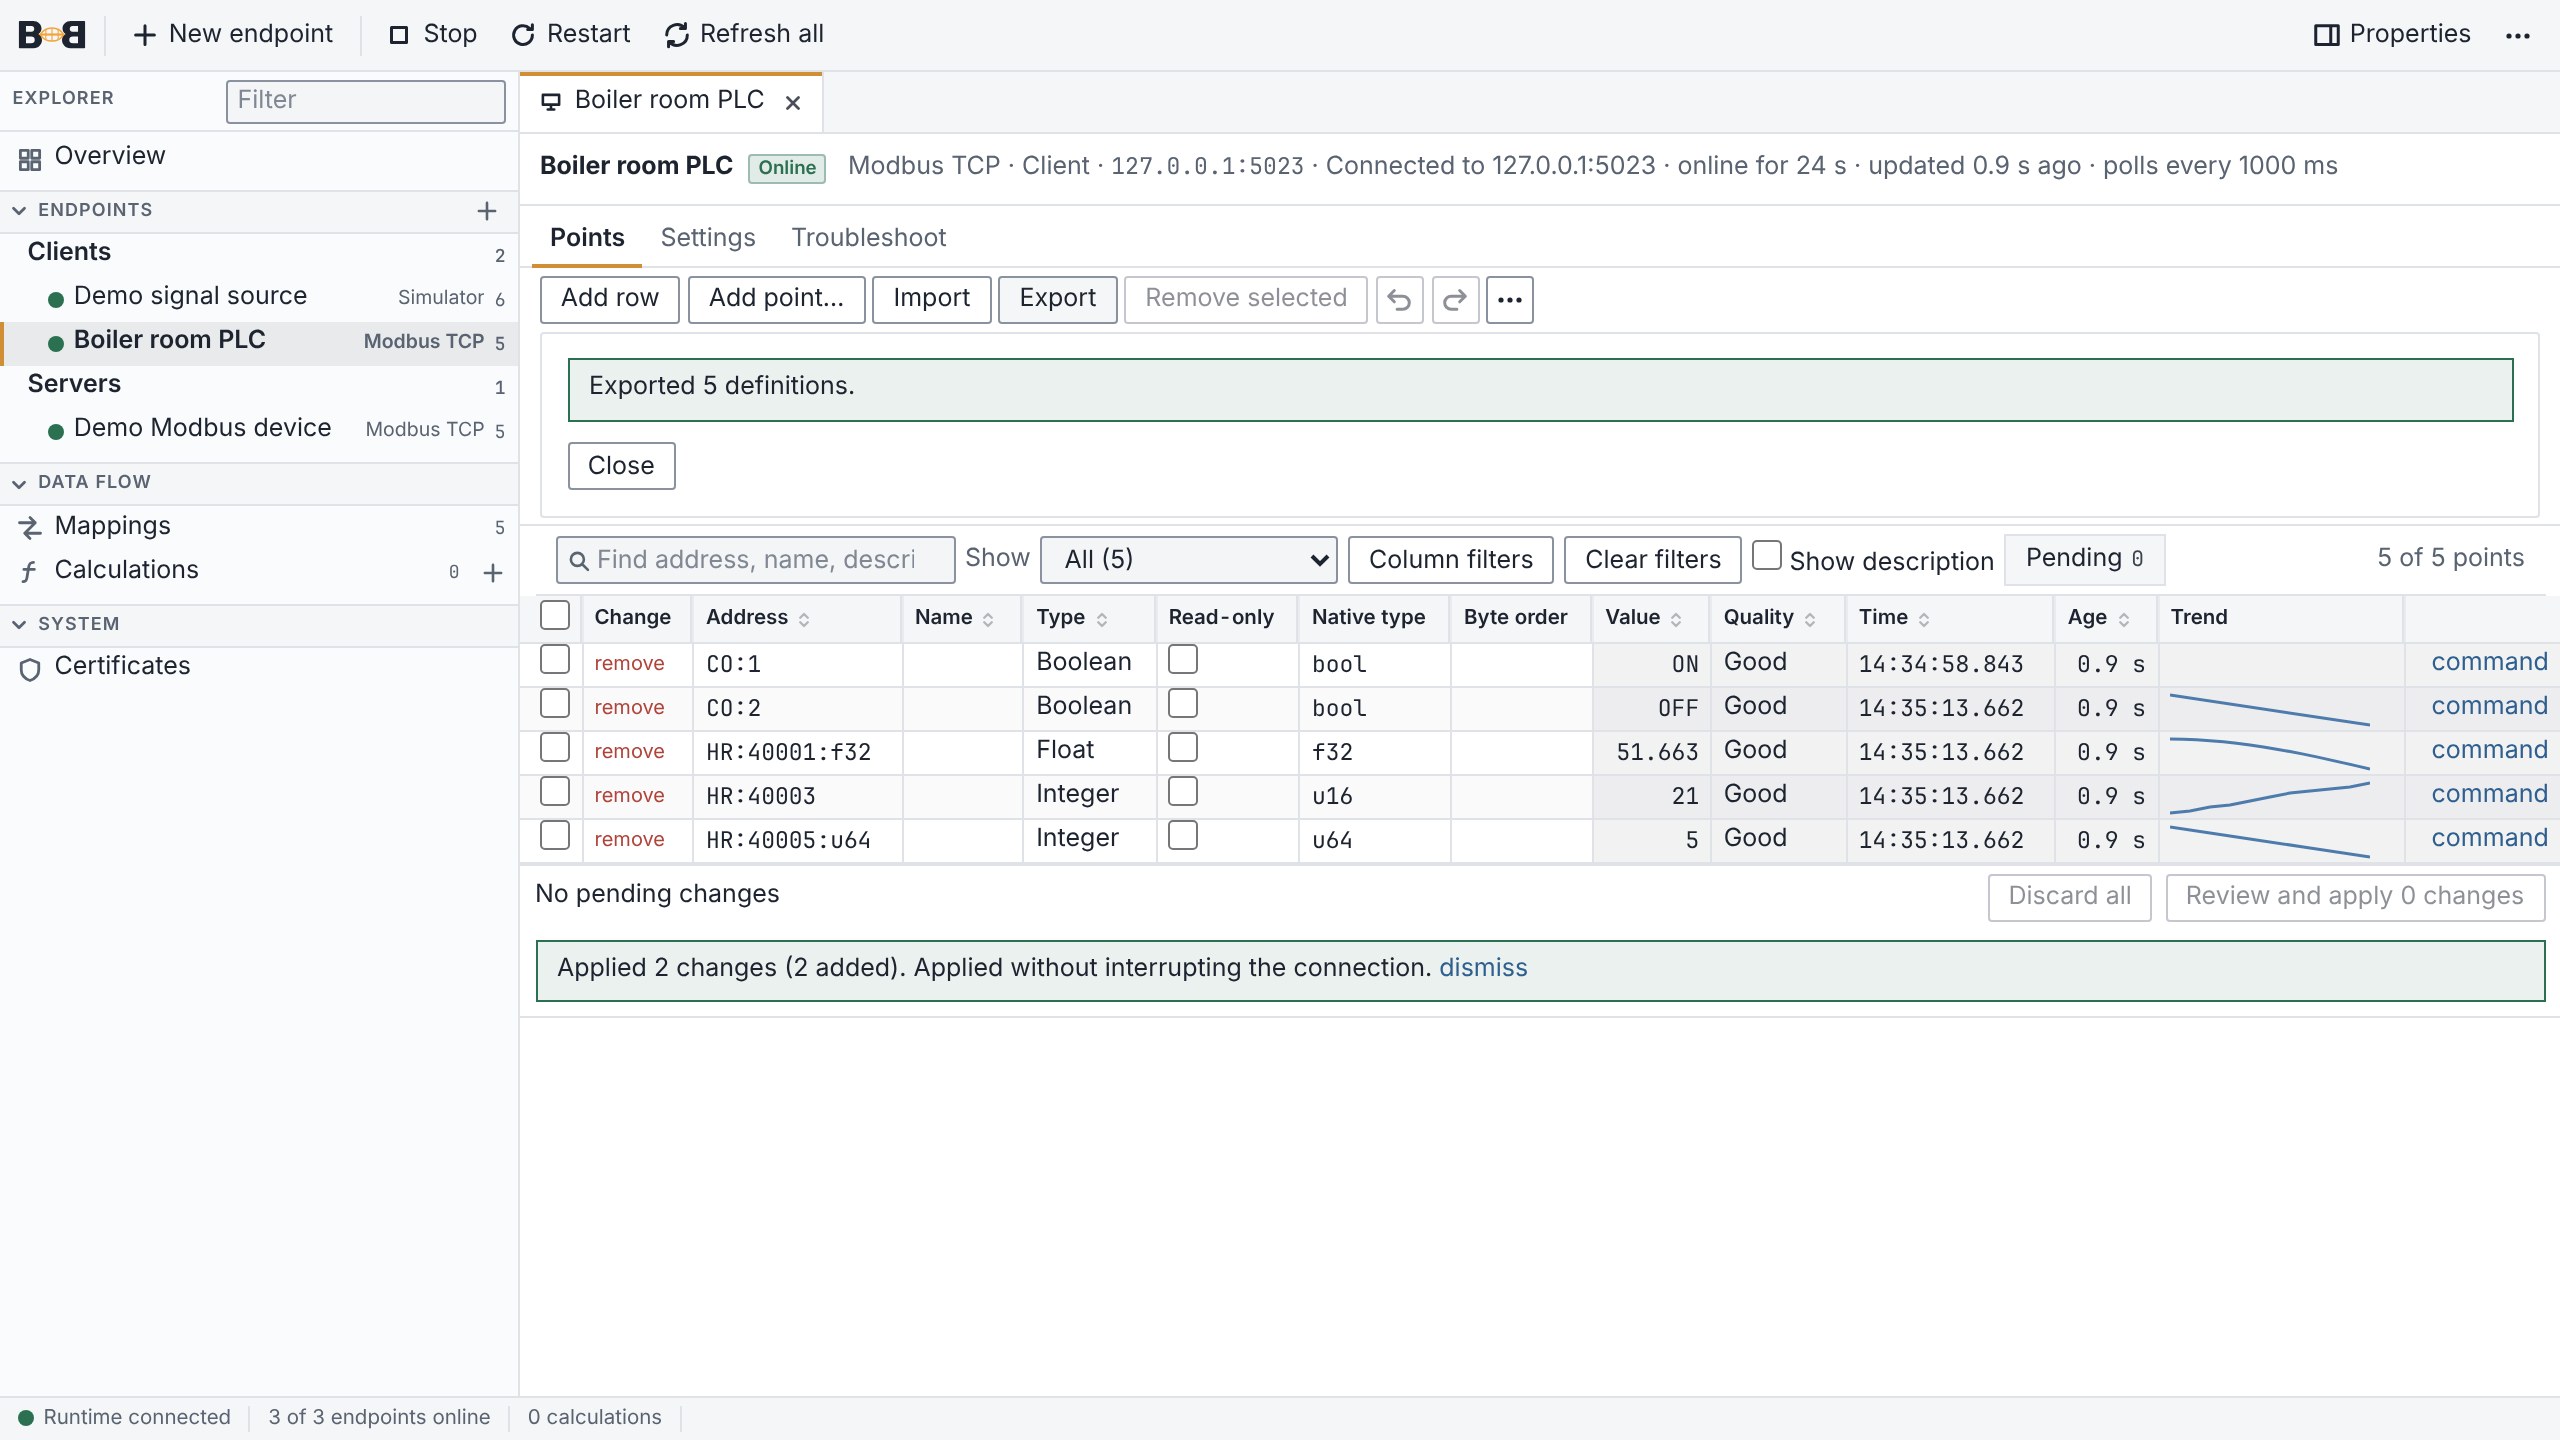 BB
New endpoint
Stop
Restart
Refresh all
Properties
EXPLORER
Filter
Overview
ENDPOINTS
Clients 2
Demo signal source Simulator 6
Boiler room PLC Modbus TCP 5
Servers 1
Demo Modbus device Modbus TCP 5
DATA FLOW
Mappings 5
Calculations 0
SYSTEM
Certificates
Boiler room PLC
Boiler room PLC Online Modbus TCP · Client · 127.0.0.1:5023 · Connected to 127.0.0.1:5023 · online for 24 s · updated 0.9 s ago · polls every 1000 ms
Points Settings Troubleshoot
Add row Add point... Import Export Remove selected
Exported 5 definitions.
Close
Find address, name, descri Show All (5) Column filters Clear filters Show description Pending 0 5 of 5 points
Change Address Name Type Read-only Native type Byte order Value Quality Time Age Trend
remove CO:1 Boolean bool ON Good 14:34:58.843 0.9 s command
remove CO:2 Boolean bool OFF Good 14:35:13.662 0.9 s command
remove HR:40001:f32 Float f32 51.663 Good 14:35:13.662 0.9 s command
remove HR:40003 Integer u16 21 Good 14:35:13.662 0.9 s command
remove HR:40005:u64 Integer u64 5 Good 14:35:13.662 0.9 s command
No pending changes Discard all Review and apply 0 changes
Applied 2 changes (2 added). Applied without interrupting the connection. dismiss
Runtime connected 3 of 3 endpoints online 0 calculations